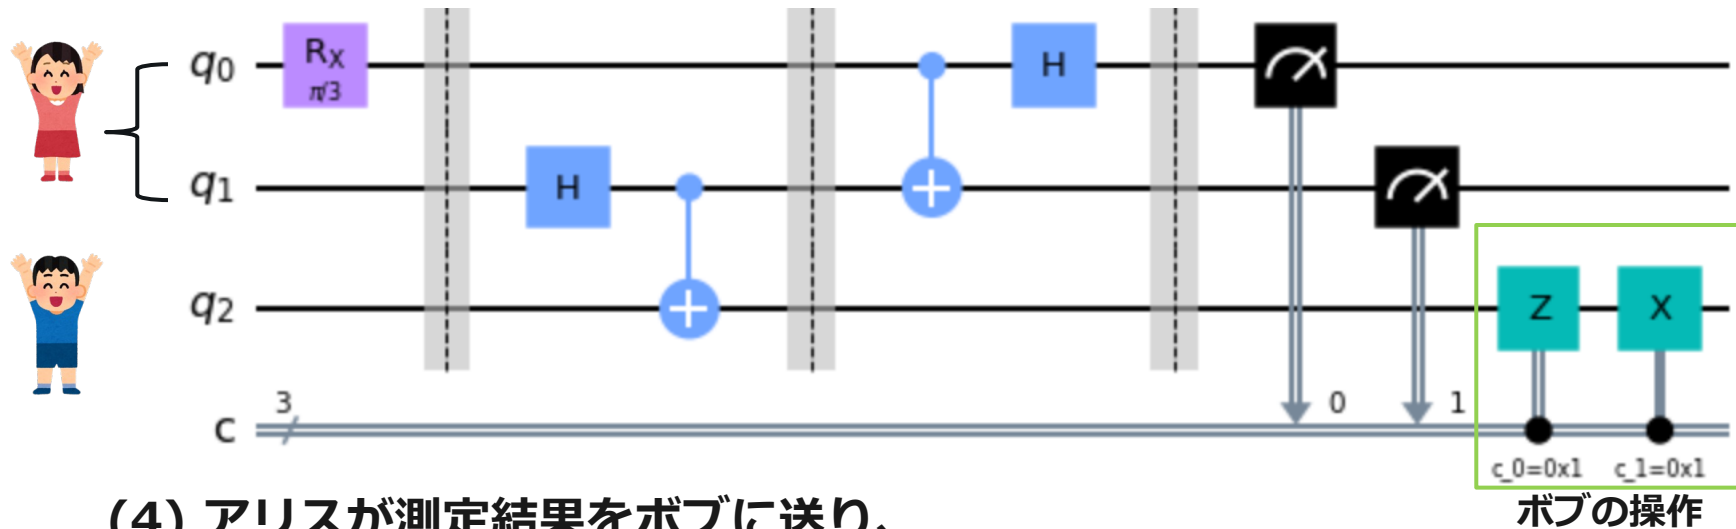 q0 Rx π/3 H
q1 H
q2 Z X
3 0 1
c
c_0=0x1 c_1=0x1
(4) アリスが測定結果をボブに送り、
ボブの操作